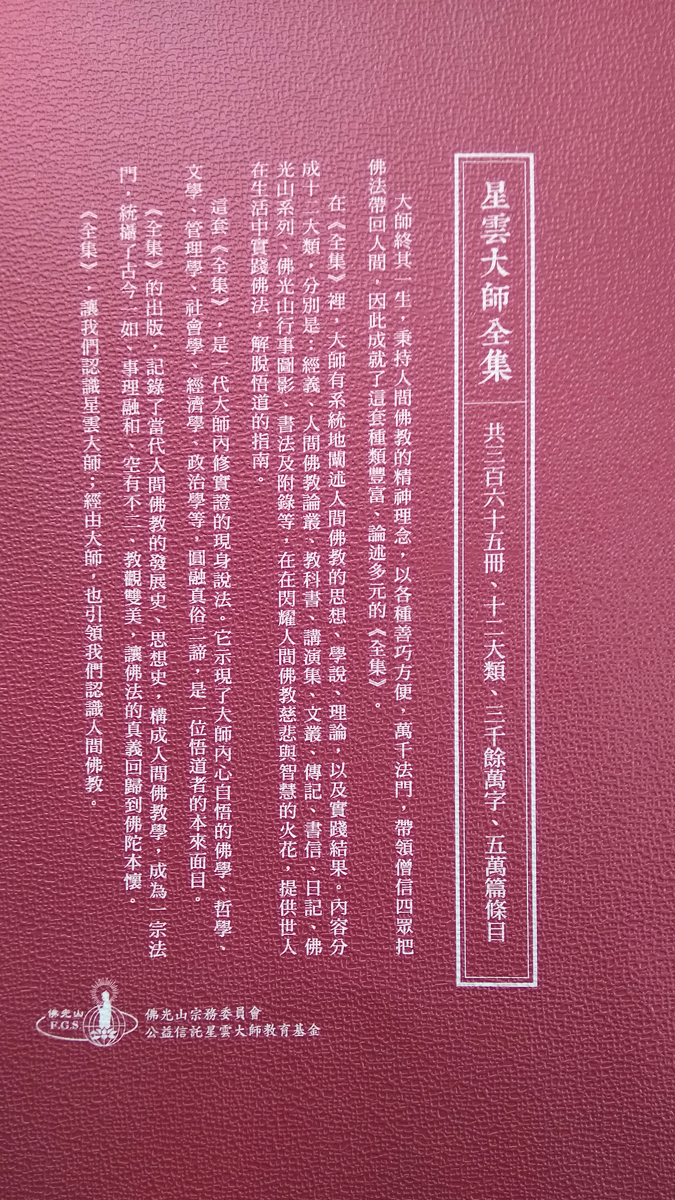 星雲大師全集
共三百六十五冊、十二大類、三千餘萬字、五萬篇條目
大師終其一生，秉持人間佛教的精神理念，以各種善巧方便，萬千法門，帶領僧信四眾把
佛法帶回人間，因此成就了這套種類豐富、論述多元的《全集》。
在《全集》裡，大師有系統地闡述人間佛教的思想、學說、理論，以及實踐結果。內容分
成十二大類，分別是：經義、人間佛教論叢、教科書、講演集、文叢、傳記、書信、日記、佛
光山系列、佛光山行事圖影、書法及附錄等，在在閃耀人間佛教慈悲與智慧的火花，提供世人
在生活中實踐佛法，解脫悟道的指南。
這套《全集》，是一代大師內修實證的現身說法。它示現了大師內心自悟的佛學、哲學、
文學、管理學、社會學、經濟學、政治學等，圓融真俗二諦，是一位悟道者的本來面目。
《全集》的出版，記錄了當代人間佛教的發展史、思想史，構成人間佛教學，成為一宗法
門，統攝了古今一如、事理融和、空有不二、教觀雙美，讓佛法的真義回歸到佛陀本懷。
《全集》，讓我們認識星雲大師；經由大師，也引領我們認識人間佛教。
佛光山
F.G.S.
佛光山宗務委員會
公益信託星雲大師教育基金